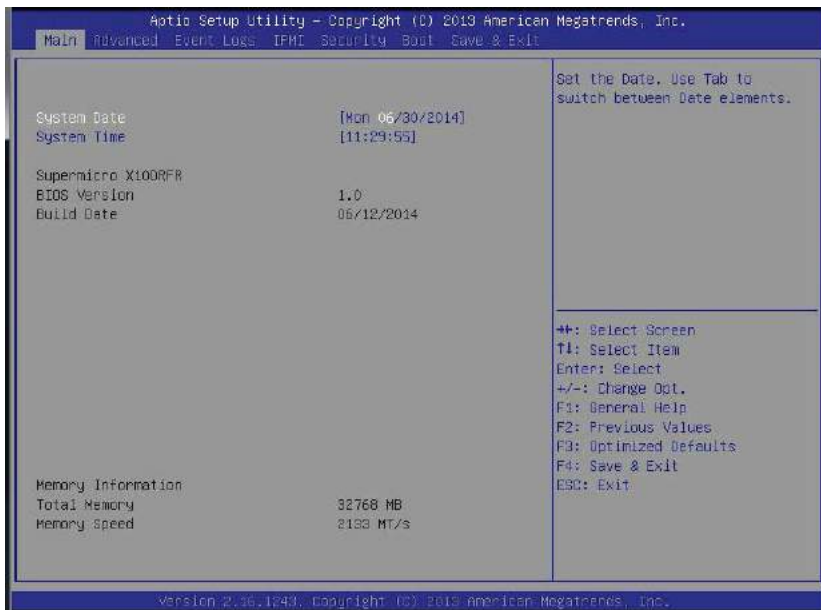 Aptio Setup Utility – Copyright (C) 2013 American Megatrends, Inc.
Main Advanced Event Logs IPMI Security Boot Save & Exit
System Date [Mon 06/30/2014]
System Time [11:29:55]
Supermicro X10DRFR
BIOS Version 1.0
Build Date 06/12/2014
Memory Information
Total Memory 32768 MB
Memory Speed 2133 MT/s
Set the Date. Use Tab to
switch between Date elements.
→←: Select Screen
↑↓: Select Item
Enter: Select
+/-: Change Opt.
F1: General Help
F2: Previous Values
F3: Optimized Defaults
F4: Save & Exit
ESC: Exit
Version 2.16.1243. Copyright (C) 2013 American Megatrends, Inc.